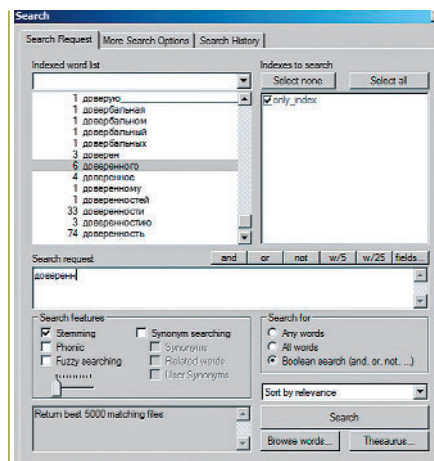 Search
Search Request More Search Options Search History
Indexed word list
Indexes to search
Select none Select all
only_index
1 доверую
1 довербальная
1 довербальном
1 довербальный
1 довербальных
3 доверен
6 доверенного
4 доверенное
1 доверенному
1 доверенностей
33 доверенности
3 доверенностию
74 доверенность
Search request
and or not w/5 w/25 fields...
доверенн
Search features
Stemming
Phonic
Fuzzy searching
Synonym searching
Synonyms
Related words
User Synonyms
Search for
Any words
All words
Boolean search (and, or, not, ...)
Sort by relevance
Return best 5000 matching files
Search
Browse words... Thesaurus...